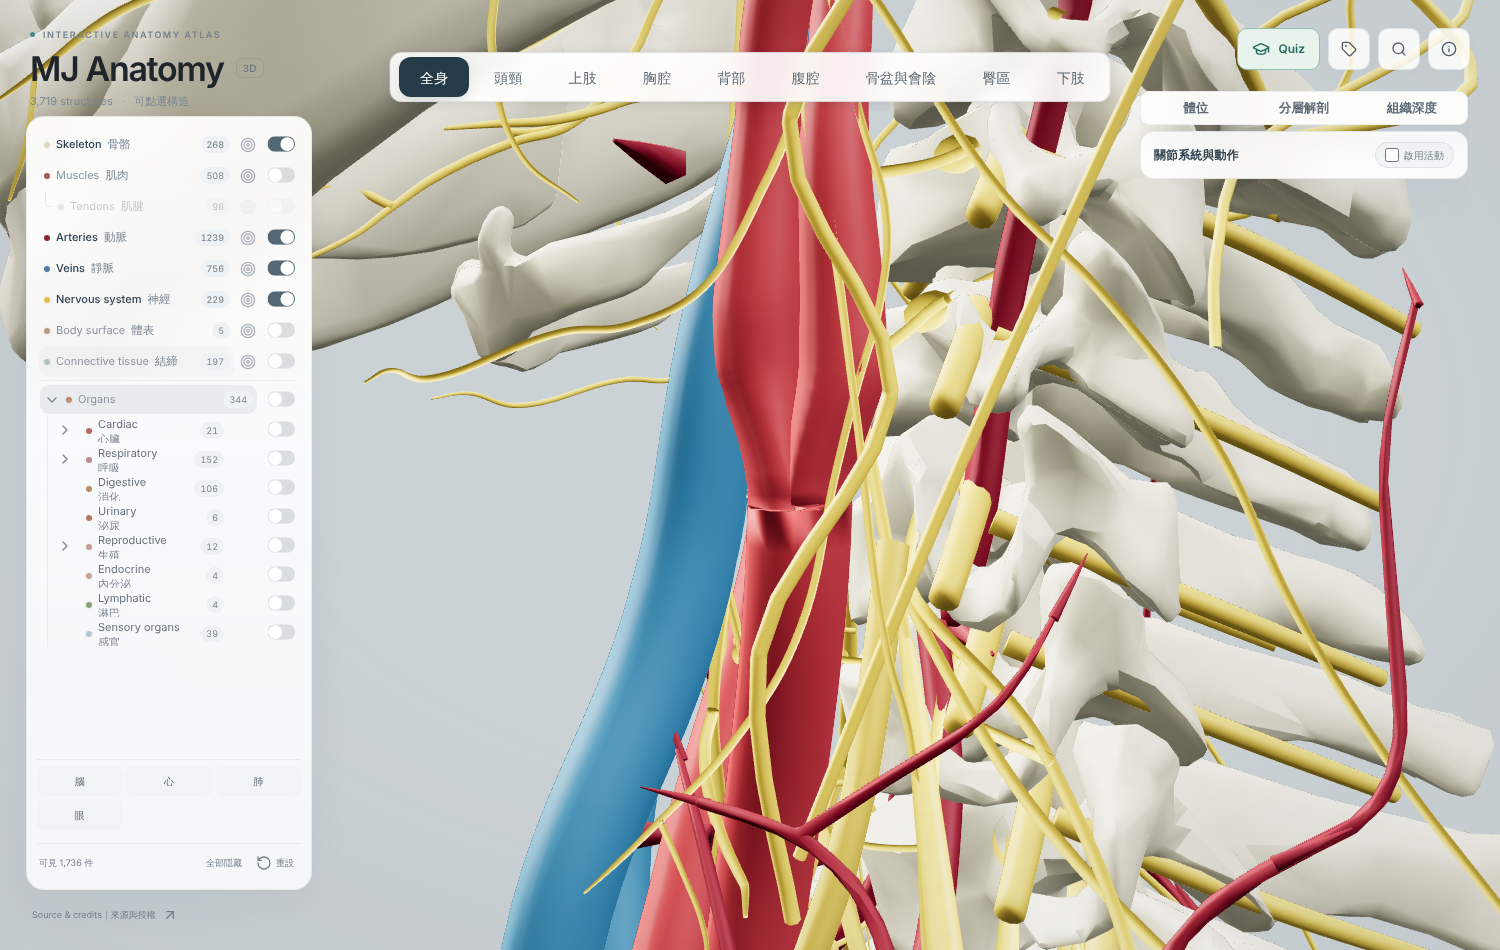 INTERACTIVE ANATOMY ATLAS
MJ Anatomy 3D
3,719 structures · 可點選構造
全身 頭頸 上肢 胸腔 背部 腹腔 骨盆與會陰 臀區 下肢
Quiz
體位 分層解剖 組織深度
關節系統與動作 啟用活動
Skeleton 骨骼 268
Muscles 肌肉 508
Tendons 肌腱 98
Arteries 動脈 1239
Veins 靜脈 756
Nervous system 神經 229
Body surface 體表 5
Connective tissue 結締 197
Organs 344
Cardiac 21
心臟
Respiratory 152
呼吸
Digestive 106
消化
Urinary 6
泌尿
Reproductive 12
生殖
Endocrine 4
內分泌
Lymphatic 4
淋巴
Sensory organs 39
感官
腦 心 肺
眼
可見 1,736 件 全部隱藏 重設
Source & credits | 來源與授權